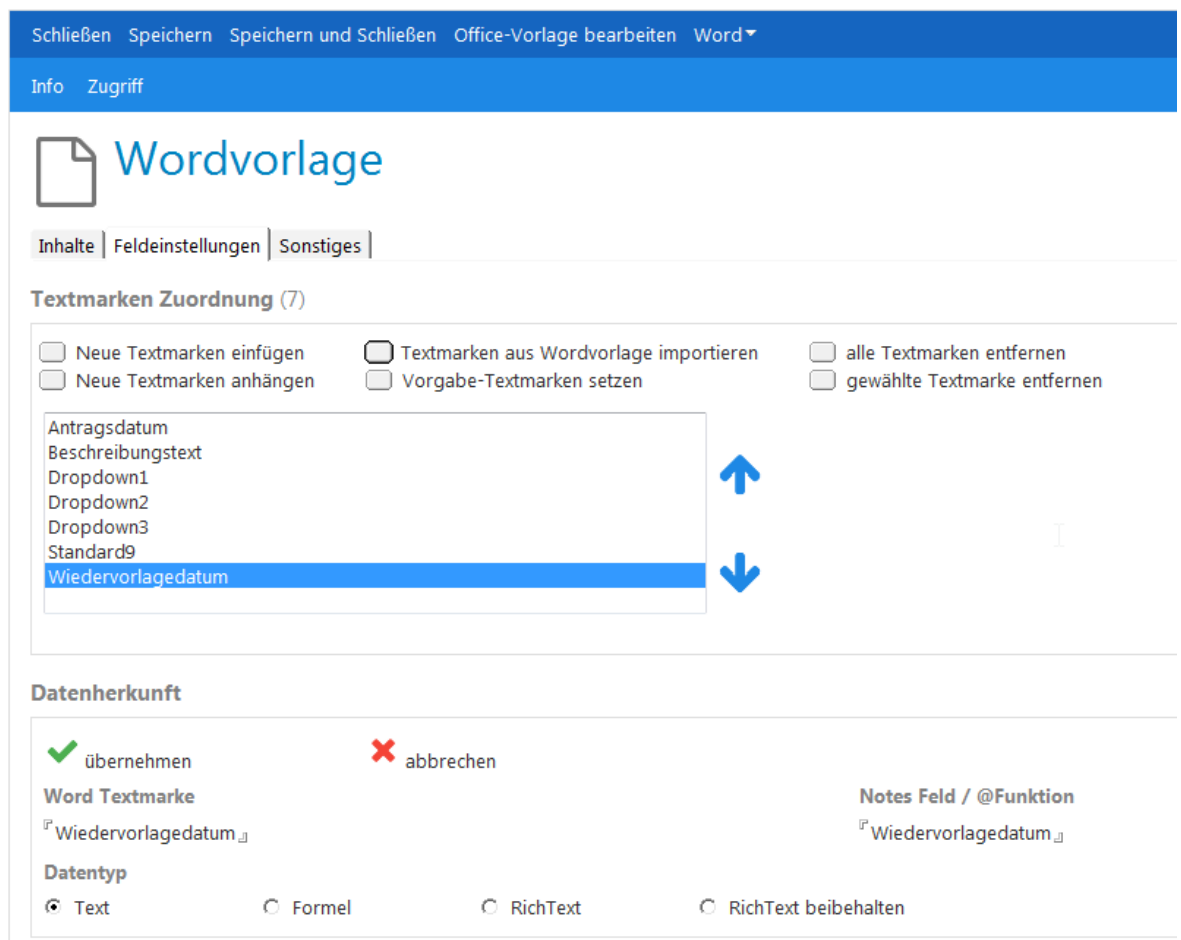 Schließen Speichern Speichern und Schließen Office-Vorlage bearbeiten Word
Info Zugriff
Wordvorlage
Inhalte Feldeinstellungen Sonstiges
Textmarken Zuordnung (7)
Neue Textmarken einfügen Textmarken aus Wordvorlage importieren alle Textmarken entfernen
Neue Textmarken anhängen Vorgabe-Textmarken setzen gewählte Textmarke entfernen
Antragsdatum
Beschreibungstext
Dropdown1
Dropdown2
Dropdown3
Standard9
Wiedervorlagedatum
Datenherkunft
übernehmen abbrechen
Word Textmarke Notes Feld / @Funktion
Wiedervorlagedatum Wiedervorlagedatum
Datentyp
Text Formel RichText RichText beibehalten